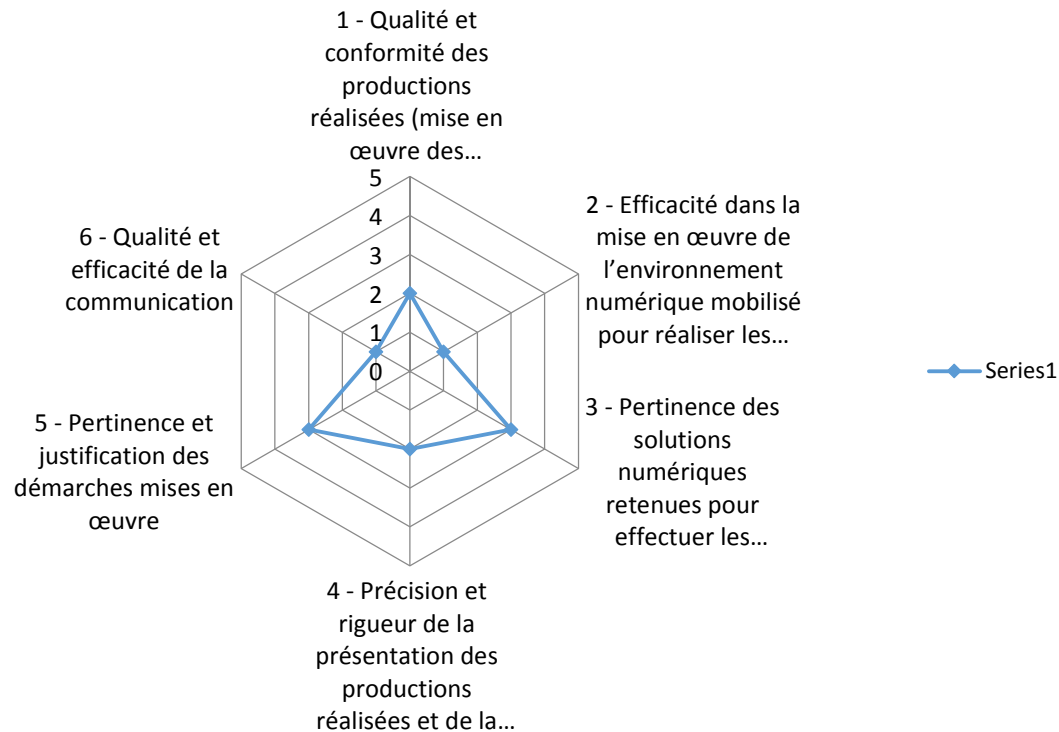 1 - Qualité et
conformité des
productions
réalisées (mise en
œuvre des…
2 - Efficacité dans la
mise en œuvre de
l’environnement
numérique mobilisé
pour réaliser les…
3 - Pertinence des
solutions
numériques
retenues pour
effectuer les…
4 - Précision et
rigueur de la
présentation des
productions
réalisées et de la…
5 - Pertinence et
justification des
démarches mises en
œuvre
6 - Qualité et
efficacité de la
communication
5
4
3
2
1
0
Series1